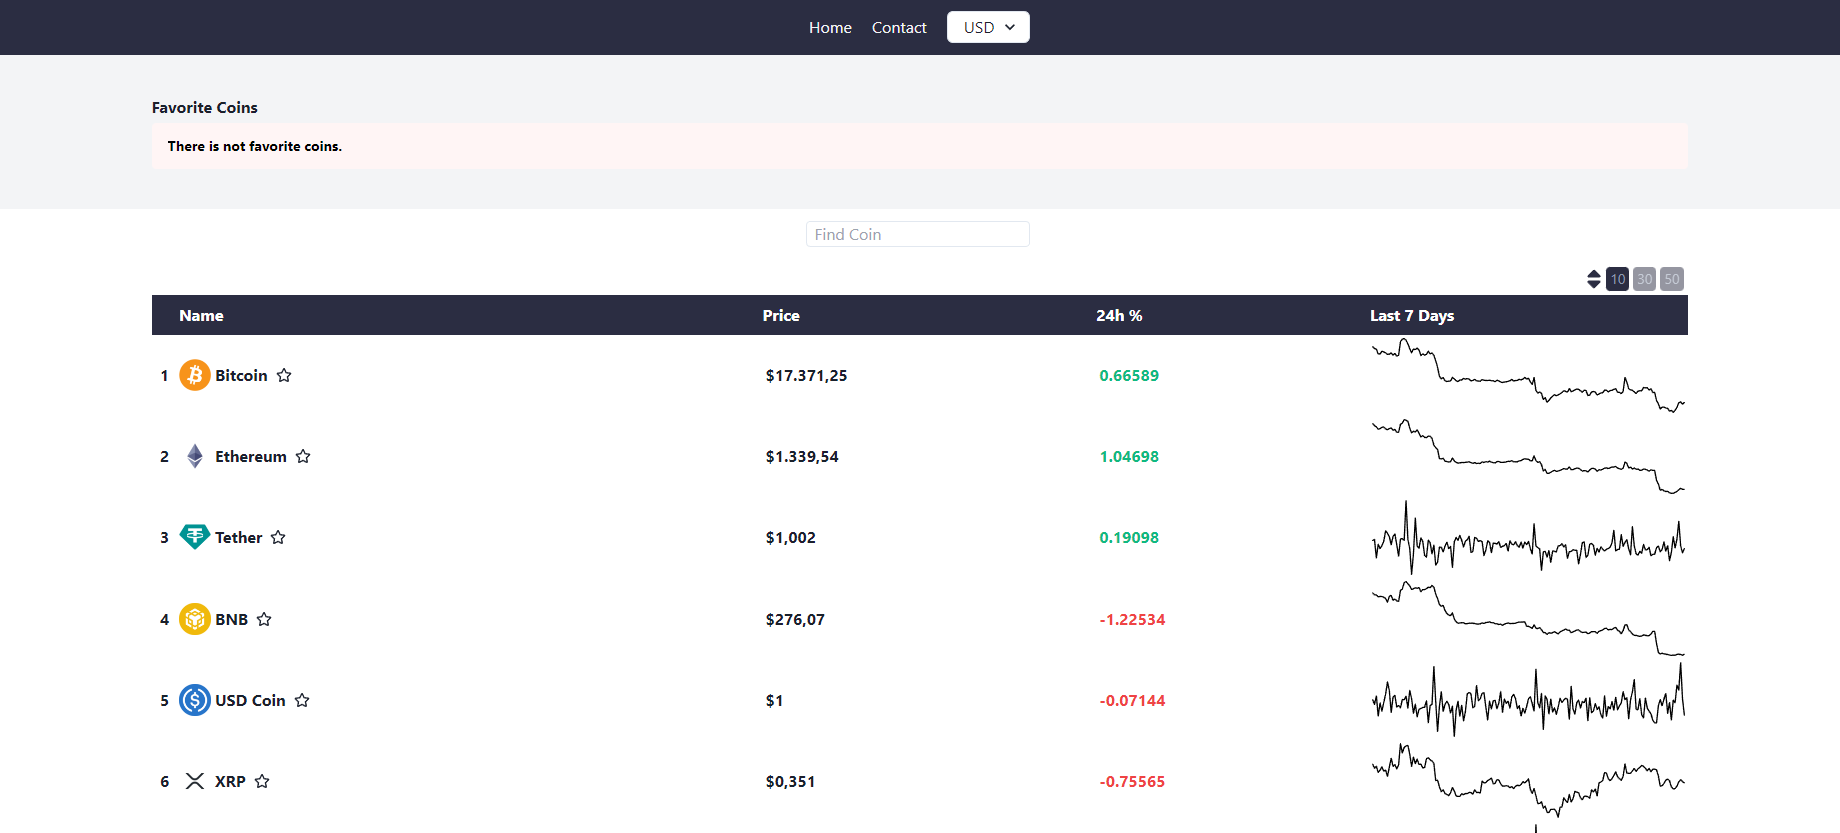 Home Contact USD
Favorite Coins
There is not favorite coins.
Find Coin
10 30 50
Name Price 24h % Last 7 Days
1 Bitcoin $17.371,25 0.66589
2 Ethereum $1.339,54 1.04698
3 Tether $1,002 0.19098
4 BNB $276,07 -1.22534
5 USD Coin $1 -0.07144
6 XRP $0,351 -0.75565